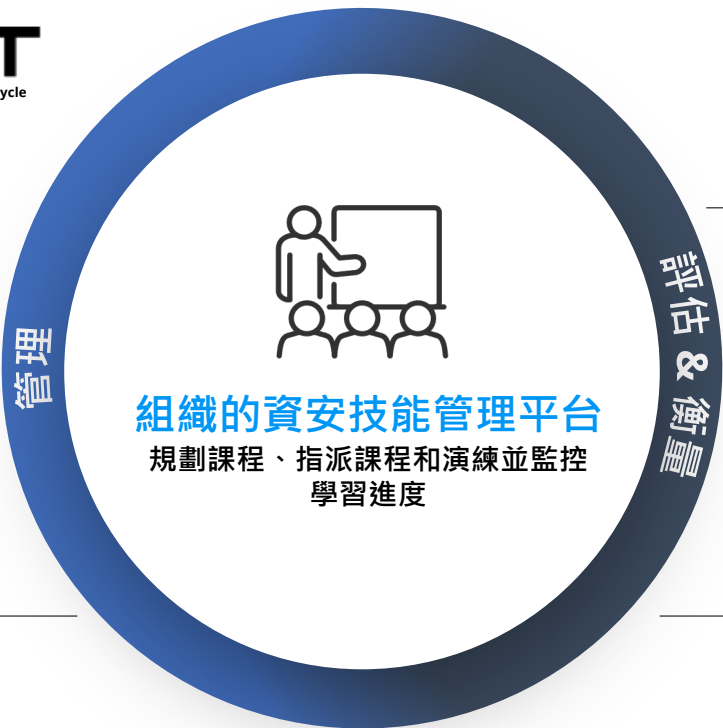 T
ycle
管理
評估 & 衡量
組織的資安技能管理平台
規劃課程、指派課程和演練並監控
學習進度